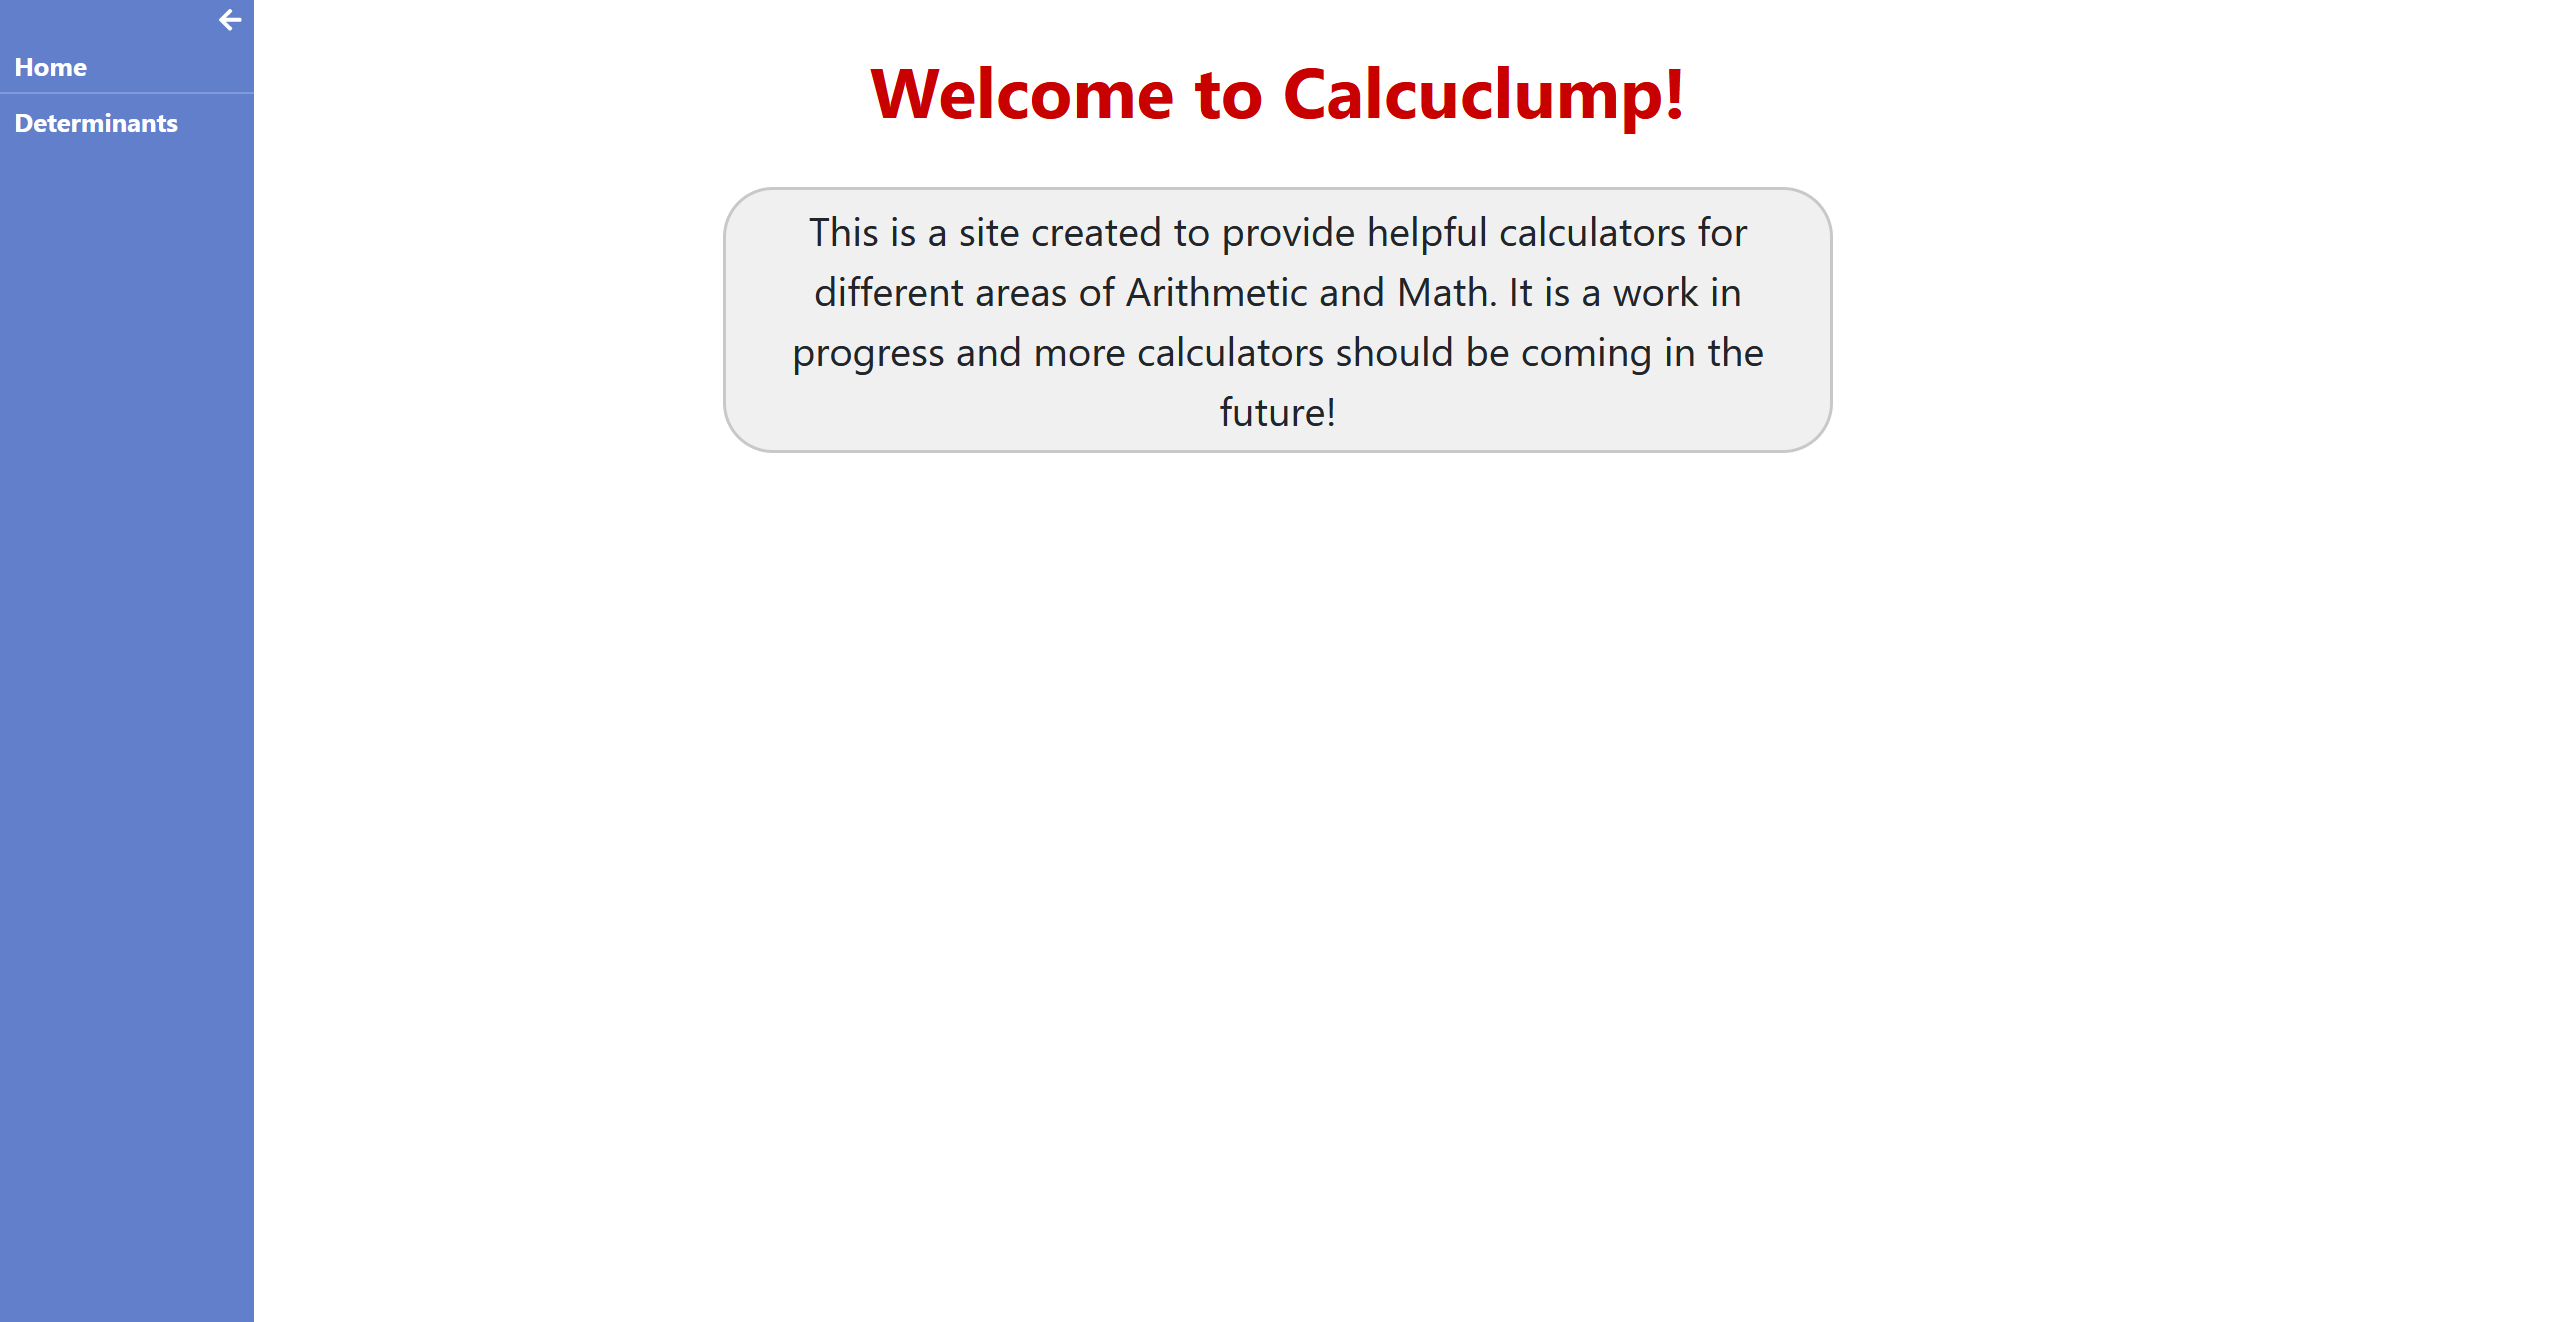 Home
Determinants
Welcome to Calcuclump!
This is a site created to provide helpful calculators for
different areas of Arithmetic and Math. It is a work in
progress and more calculators should be coming in the
future!